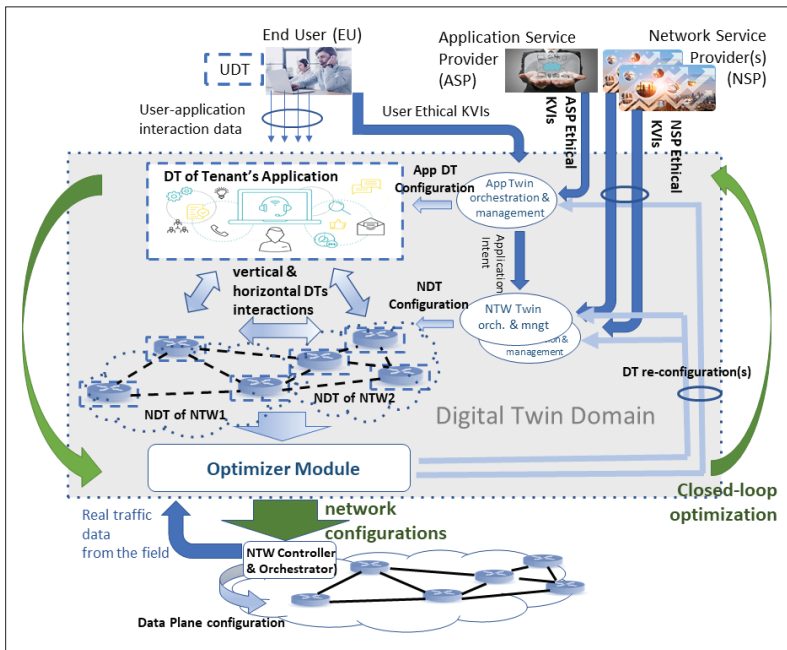 End User (EU)
UDT
Application Service
Provider
(ASP)
Network Service
Provider(s)
(NSP)
User-application
interaction data
User Ethical KVIs
ASP Ethical
KVIs
NSP Ethical
KVIs
DT of Tenant's Application
App DT
Configuration
App Twin
orchestration &
management
Application
Intent
vertical &
horizontal DTs
interactions
NDT
Configuration
NTW Twin
orch. & mngt
&
management
DT re-configuration(s)
NDT of NTW1
NDT of NTW2
Digital Twin Domain
Optimizer Module
Closed-loop
optimization
Real traffic
data
from the field
network
configurations
NTW Controller
& Orchestrator)
Data Plane configuration